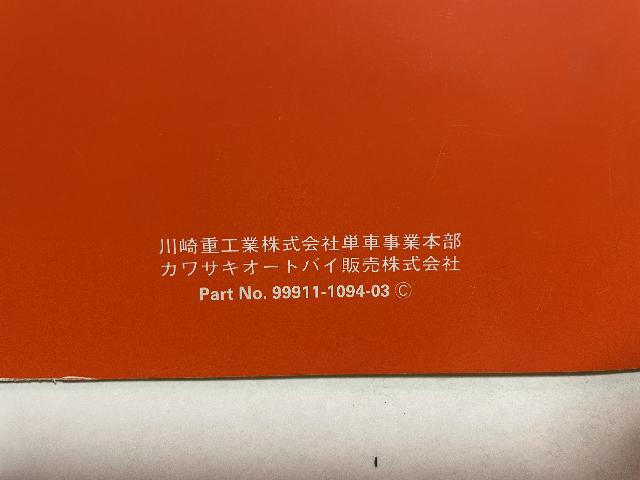 川崎重工業株式会社単車事業本部
カワサキオートバイ販売株式会社
Part No. 99911-1094-03 Ⓒ